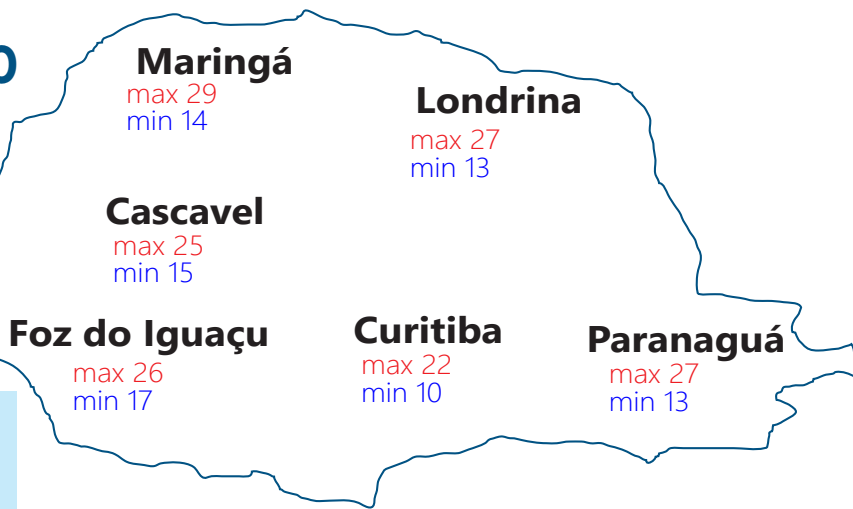 Maringá
max 29
min 14
Londrina
max 27
min 13
Cascavel
max 25
min 15
Foz do Iguaçu
max 26
min 17
Curitiba
max 22
min 10
Paranaguá
max 27
min 13